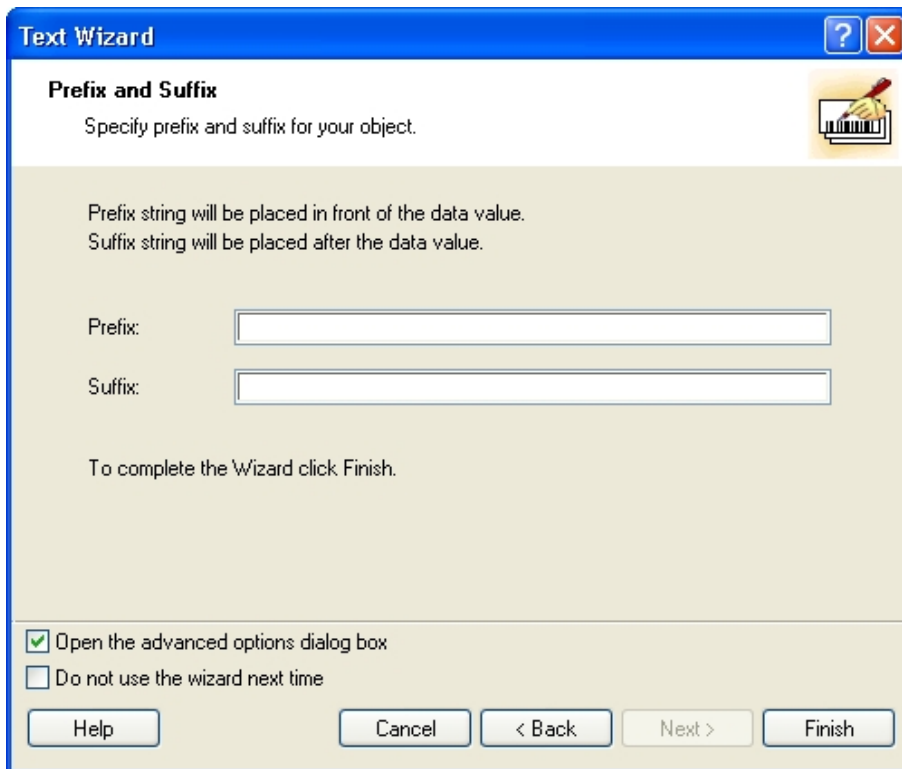 Text Wizard
Prefix and Suffix
Specify prefix and suffix for your object.
Prefix string will be placed in front of the data value.
Suffix string will be placed after the data value.
Prefix:
Suffix:
To complete the Wizard click Finish.
Open the advanced options dialog box
Do not use the wizard next time
Help Cancel < Back Next > Finish